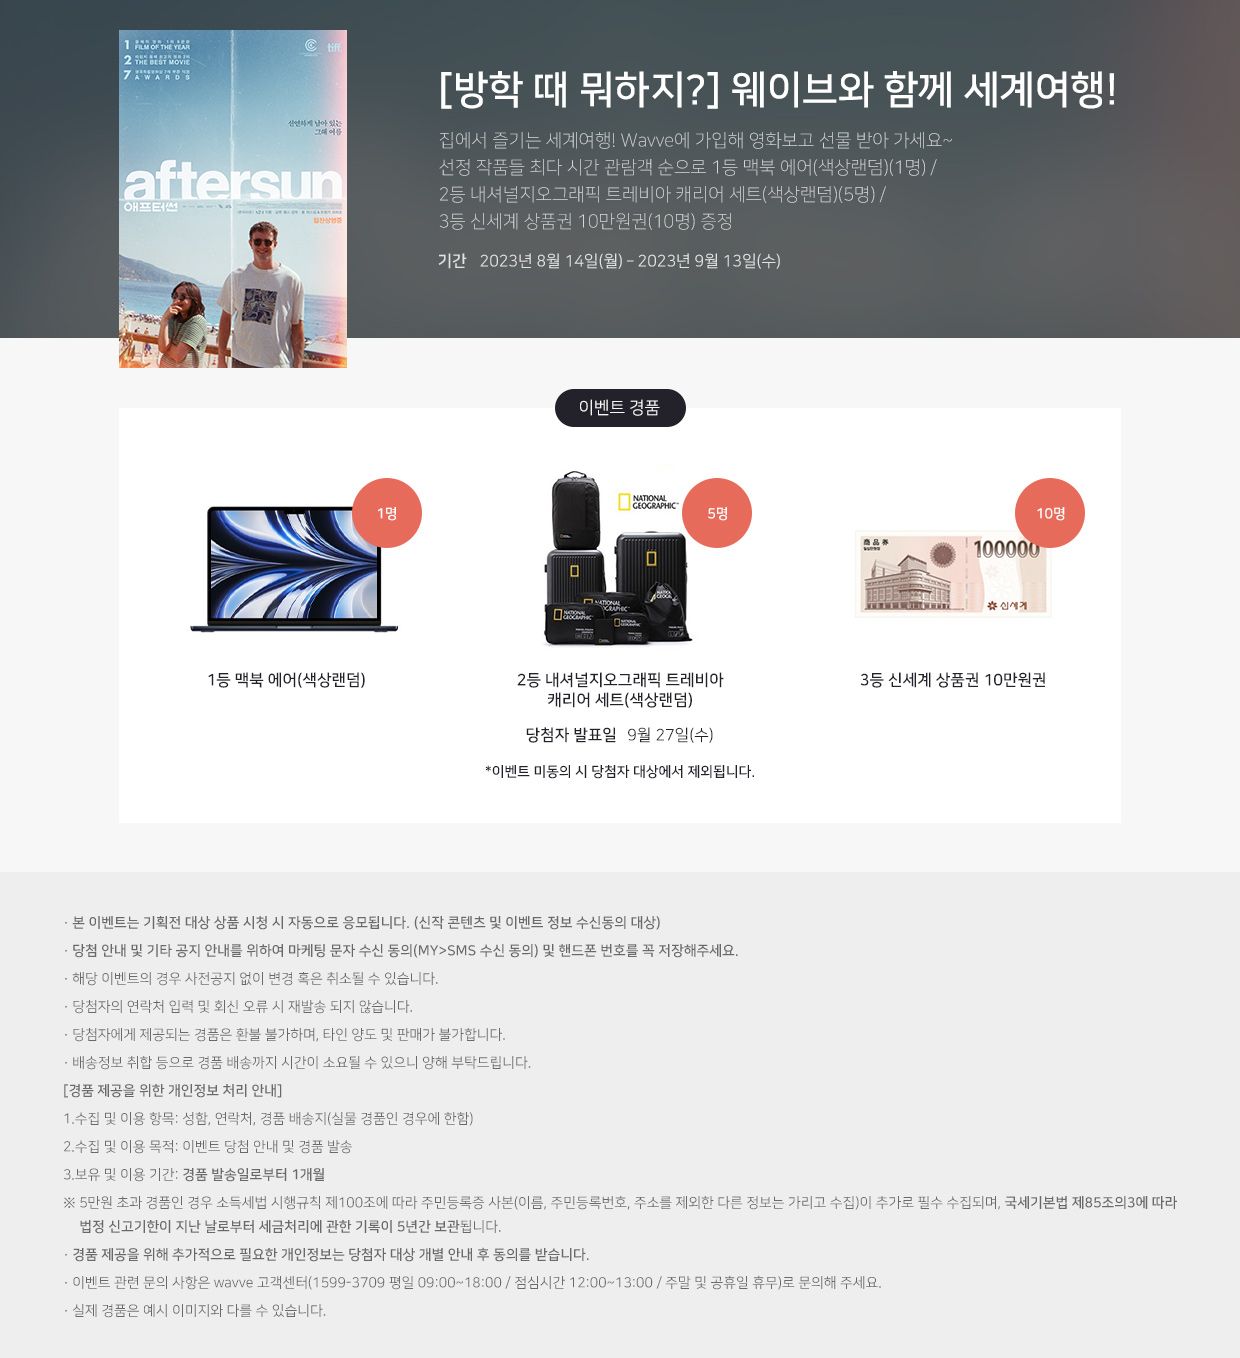 1
FILM OF THE YEAR
2
THE BEST MOVIE
7
AWARDS
tiff.
선연하게 남아 있는
그해 여름
aftersun
애프터썬
절찬상영중
[방학 때 뭐하지?] 웨이브와 함께 세계여행!
집에서 즐기는 세계여행! Wavve에 가입해 영화보고 선물 받아 가세요~
선정 작품들 최다 시간 관람객 순으로 1등 맥북 에어(색상랜덤)(1명) /
2등 내셔널지오그래픽 트레비아 캐리어 세트(색상랜덤)(5명) /
3등 신세계 상품권 10만원권(10명) 증정
기간 2023년 8월 14일(월) – 2023년 9월 13일(수)
이벤트 경품
1명
NATIONAL
GEOGRAPHIC
5명
10명
商品券
100000
신세계
1등 맥북 에어(색상랜덤)
2등 내셔널지오그래픽 트레비아
캐리어 세트(색상랜덤)
3등 신세계 상품권 10만원권
당첨자 발표일 9월 27일(수)
*이벤트 미동의 시 당첨자 대상에서 제외됩니다.
· 본 이벤트는 기획전 대상 상품 시청 시 자동으로 응모됩니다. (신작 콘텐츠 및 이벤트 정보 수신동의 대상)
· 당첨 안내 및 기타 공지 안내를 위하여 마케팅 문자 수신 동의(MY>SMS 수신 동의) 및 핸드폰 번호를 꼭 저장해주세요.
· 해당 이벤트의 경우 사전공지 없이 변경 혹은 취소될 수 있습니다.
· 당첨자의 연락처 입력 및 회신 오류 시 재발송 되지 않습니다.
· 당첨자에게 제공되는 경품은 환불 불가하며, 타인 양도 및 판매가 불가합니다.
· 배송정보 취합 등으로 경품 배송까지 시간이 소요될 수 있으니 양해 부탁드립니다.
[경품 제공을 위한 개인정보 처리 안내]
1.수집 및 이용 항목: 성함, 연락처, 경품 배송지(실물 경품인 경우에 한함)
2.수집 및 이용 목적: 이벤트 당첨 안내 및 경품 발송
3.보유 및 이용 기간: 경품 발송일로부터 1개월
※ 5만원 초과 경품인 경우 소득세법 시행규칙 제100조에 따라 주민등록증 사본(이름, 주민등록번호, 주소를 제외한 다른 정보는 가리고 수집)이 추가로 필수 수집되며, 국세기본법 제85조의3에 따라
법정 신고기한이 지난 날로부터 세금처리에 관한 기록이 5년간 보관됩니다.
· 경품 제공을 위해 추가적으로 필요한 개인정보는 당첨자 대상 개별 안내 후 동의를 받습니다.
· 이벤트 관련 문의 사항은 wavve 고객센터(1599-3709 평일 09:00~18:00 / 점심시간 12:00~13:00 / 주말 및 공휴일 휴무)로 문의해 주세요.
· 실제 경품은 예시 이미지와 다를 수 있습니다.